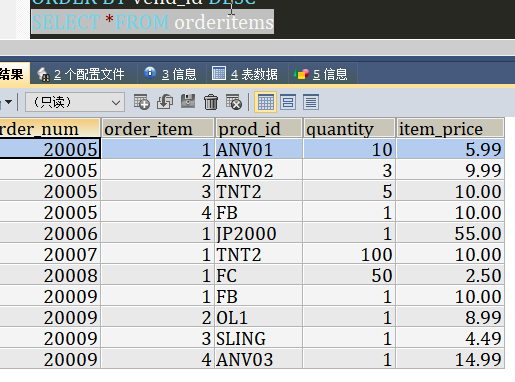 ORDER BY vend_id DESC
SELECT *FROM orderitems
结果 2 个配置文件 3 信息 4 表数据 5 信息
(只读)
rder_num order_item prod_id quantity item_price
20005 1 ANV01 10 5.99
20005 2 ANV02 3 9.99
20005 3 TNT2 5 10.00
20005 4 FB 1 10.00
20006 1 JP2000 1 55.00
20007 1 TNT2 100 10.00
20008 1 FC 50 2.50
20009 1 FB 1 10.00
20009 2 OL1 1 8.99
20009 3 SLING 1 4.49
20009 4 ANV03 1 14.99